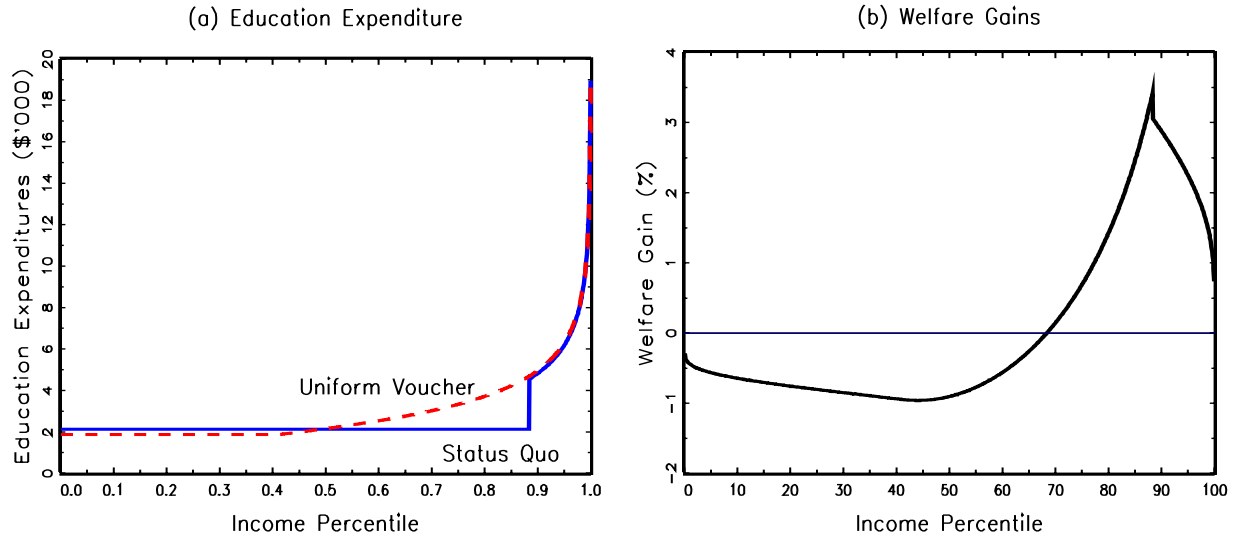 (a) Education Expenditure
Education Expenditures ($'000)
20
18
16
14
12
10
8
6
4
2
0
Uniform Voucher
Status Quo
0.0 0.1 0.2 0.3 0.4 0.5 0.6 0.7 0.8 0.9 1.0
Income Percentile
(b) Welfare Gains
Welfare Gain (%)
4
3
2
1
0
-1
-2
0 10 20 30 40 50 60 70 80 90 100
Income Percentile